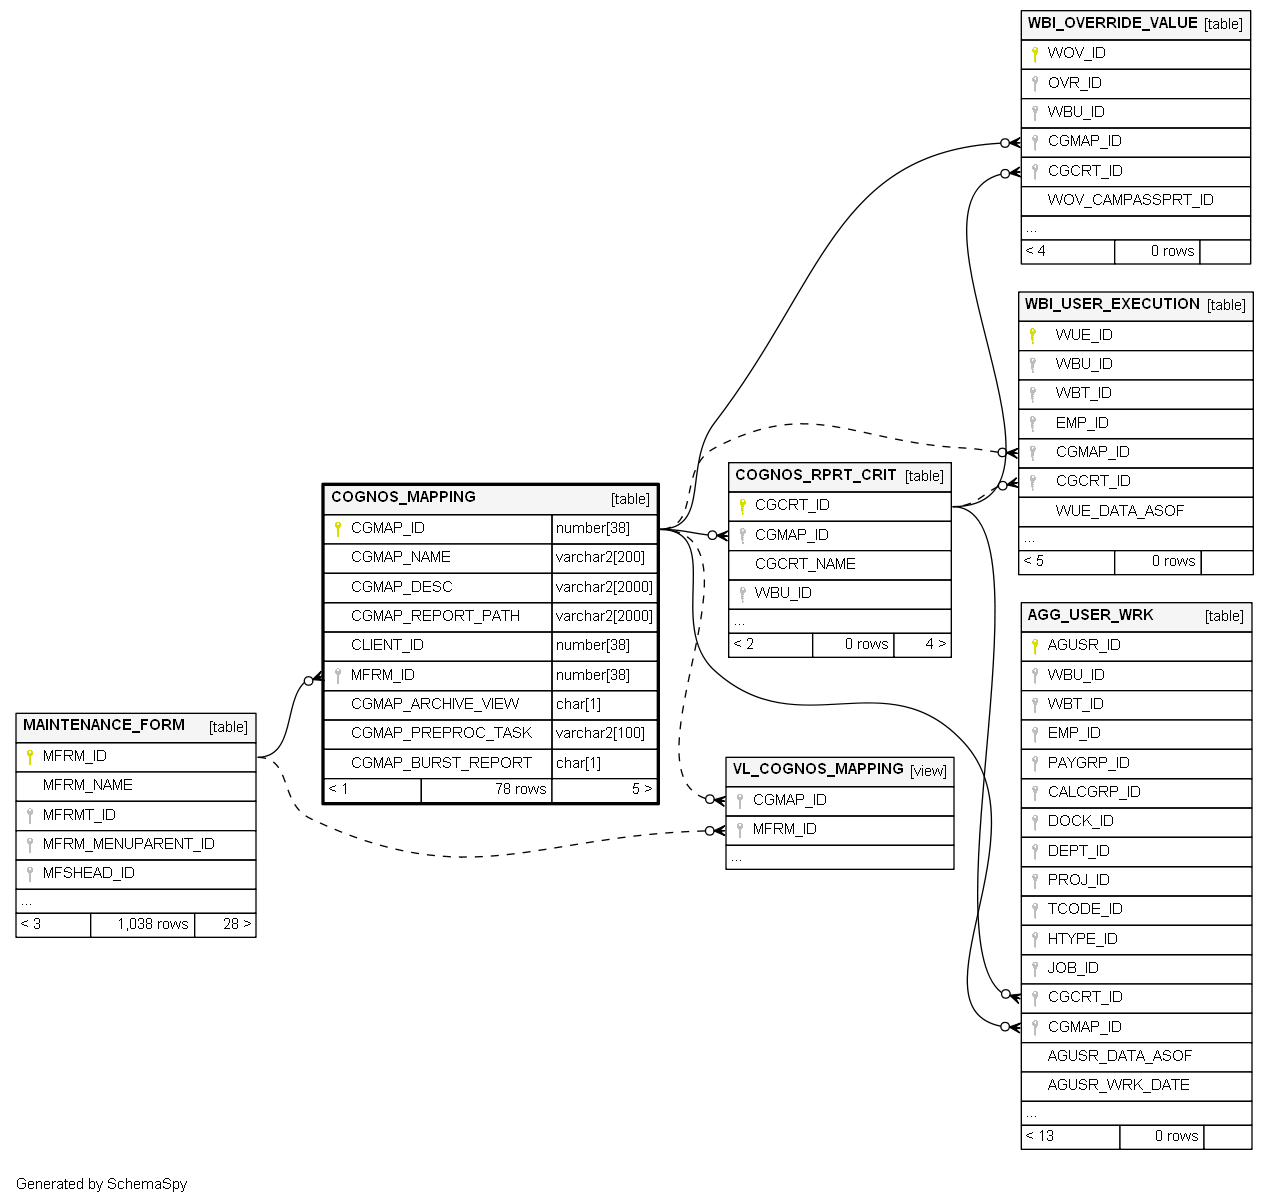 WBI_OVERRIDE_VALUE [table]
WOV_ID
OVR_ID
WBU_ID
CGMAP_ID
CGCRT_ID
WOV_CAMPASSPRT_ID
...
< 4 0 rows
WBI_USER_EXECUTION [table]
WUE_ID
WBU_ID
WBT_ID
EMP_ID
CGMAP_ID
CGCRT_ID
WUE_DATA_ASOF
...
< 5 0 rows
COGNOS_RPRT_CRIT [table]
CGCRT_ID
CGMAP_ID
CGCRT_NAME
WBU_ID
...
< 2 0 rows 4 >
COGNOS_MAPPING [table]
CGMAP_ID number[38]
CGMAP_NAME varchar2[200]
CGMAP_DESC varchar2[2000]
CGMAP_REPORT_PATH varchar2[2000]
CLIENT_ID number[38]
MFRM_ID number[38]
CGMAP_ARCHIVE_VIEW char[1]
CGMAP_PREPROC_TASK varchar2[100]
CGMAP_BURST_REPORT char[1]
< 1 78 rows 5 >
MAINTENANCE_FORM [table]
MFRM_ID
MFRM_NAME
MFRMT_ID
MFRM_MENUPARENT_ID
MFSHEAD_ID
...
< 3 1,038 rows 28 >
VL_COGNOS_MAPPING [view]
CGMAP_ID
MFRM_ID
...
AGG_USER_WRK [table]
AGUSR_ID
WBU_ID
WBT_ID
EMP_ID
PAYGRP_ID
CALCGRP_ID
DOCK_ID
DEPT_ID
PROJ_ID
TCODE_ID
HTYPE_ID
JOB_ID
CGCRT_ID
CGMAP_ID
AGUSR_DATA_ASOF
AGUSR_WRK_DATE
...
< 13 0 rows
Generated by SchemaSpy